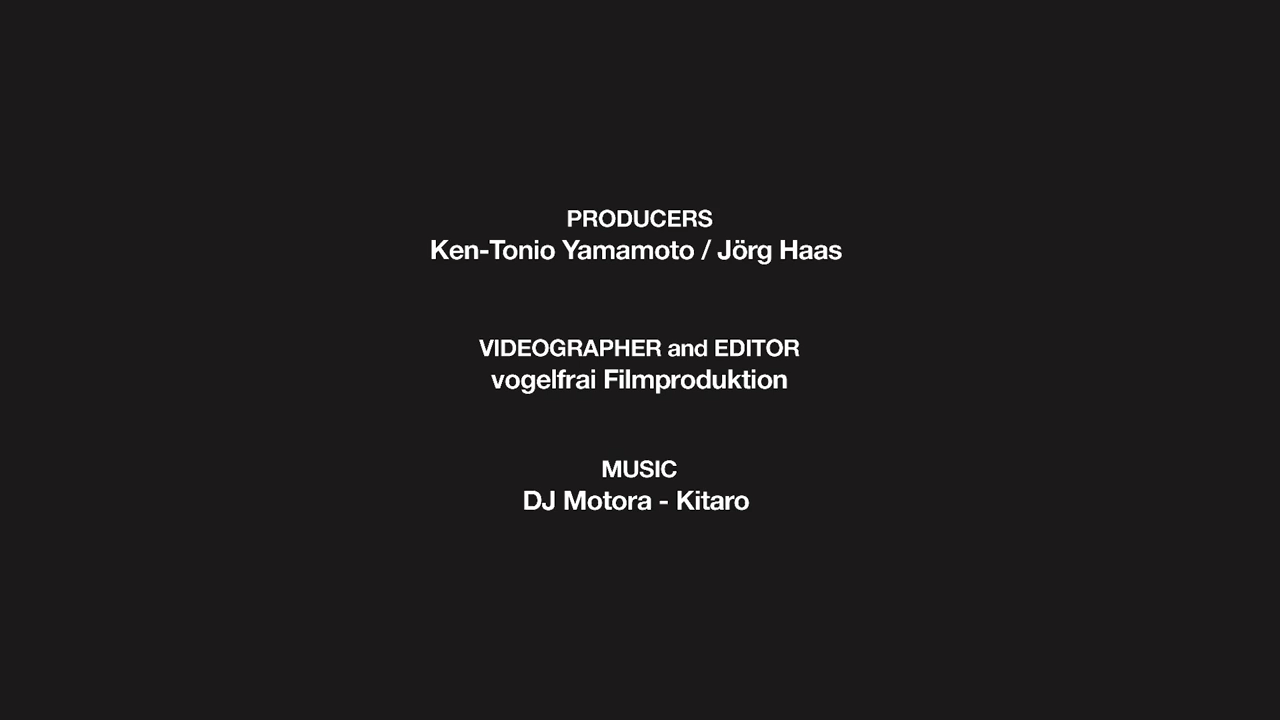 PRODUCERS
Ken-Tonio Yamamoto / Jörg Haas
VIDEOGRAPHER and EDITOR
vogelfrai Filmproduktion
MUSIC
DJ Motora - Kitaro